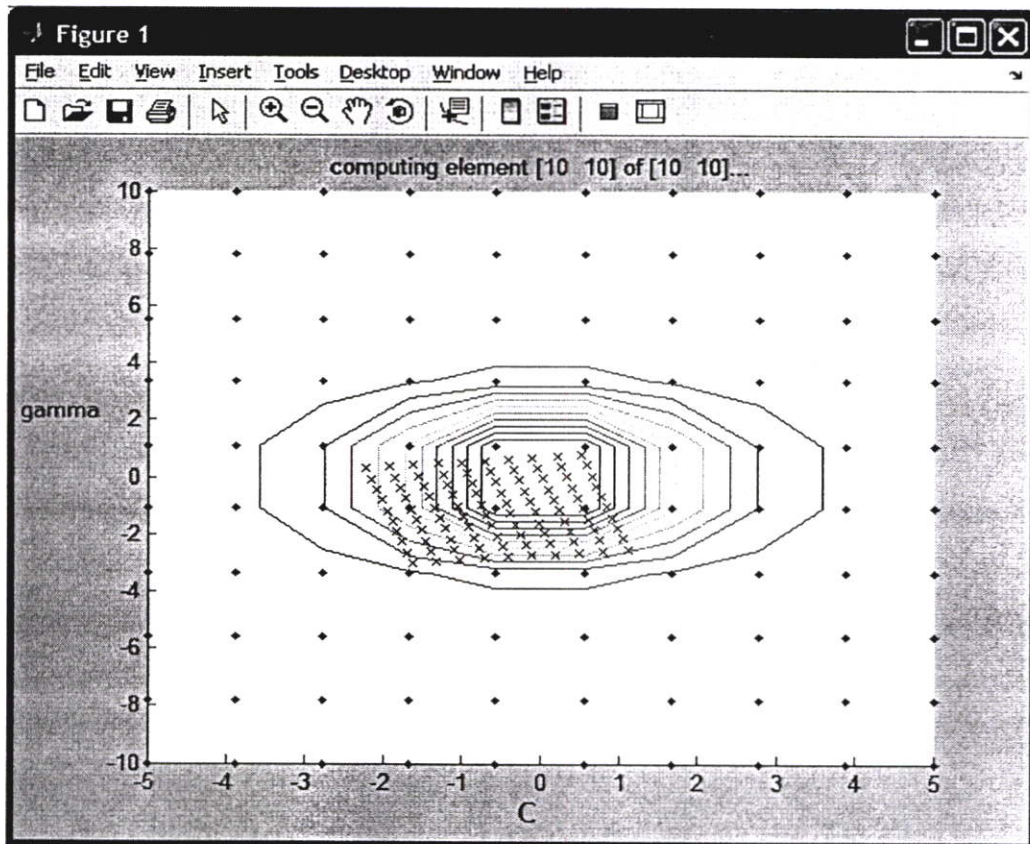 Figure 1
File Edit View Insert Tools Desktop Window Help
computing element [10 10] of [10 10]...
10
8
6
4
gamma
2
0
-2
-4
-6
-8
-10
-5 -4 -3 -2 -1 0 1 2 3 4 5
C